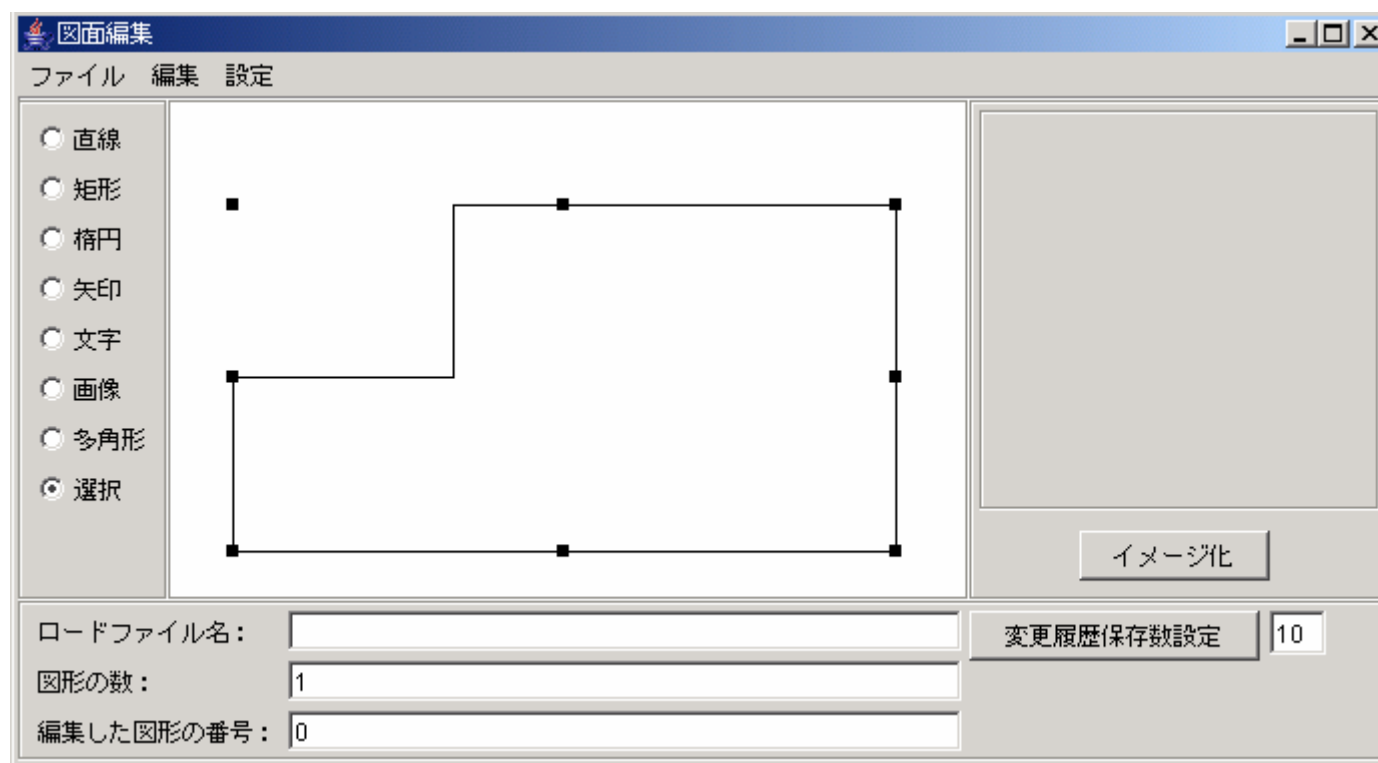 図面編集
ファイル 編集 設定
直線
矩形
楕円
矢印
文字
画像
多角形
選択
イメージ化
ロードファイル名：
変更履歴保存数設定 10
図形の数： 1
編集した図形の番号： 0